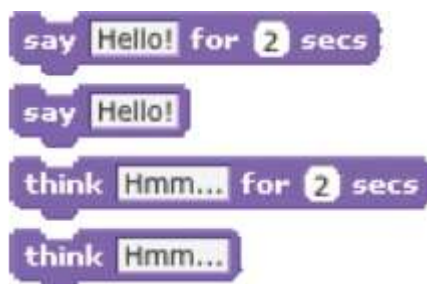 say Hello! for 2 secs
say Hello!
think Hmm... for 2 secs
think Hmm...